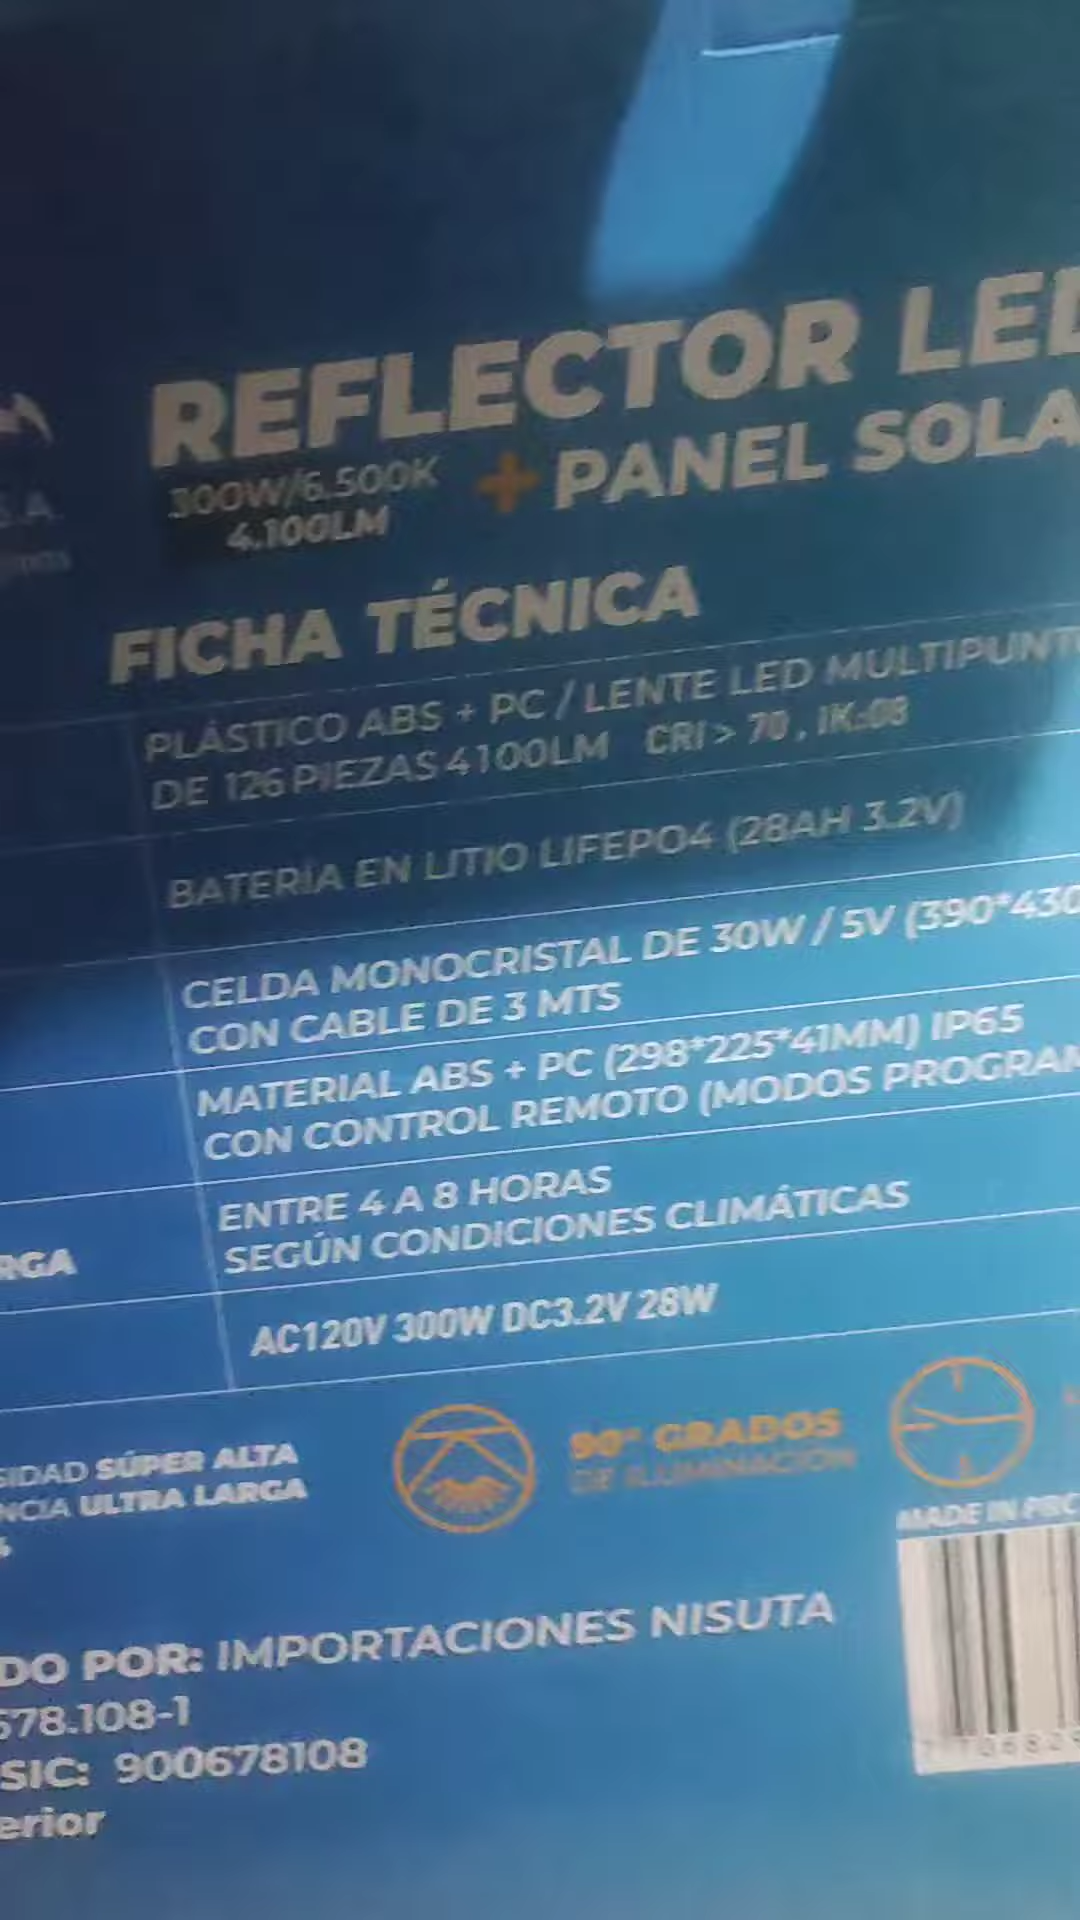 S.A.
REFLECTOR LED
300W/6.500K
4.100LM
+ PANEL SOLA
FICHA TÉCNICA
PLÁSTICO ABS + PC / LENTE LED MULTIPUNT
DE 126 PIEZAS 4100LM CRI > 70 , IK:08
BATERÍA EN LITIO LIFEPO4 (28AH 3.2V)
CELDA MONOCRISTAL DE 30W / 5V (390*430
CON CABLE DE 3 MTS
MATERIAL ABS + PC (298*225*41MM) IP65
CON CONTROL REMOTO (MODOS PROGRAM
ENTRE 4 A 8 HORAS
RGA
SEGÚN CONDICIONES CLIMÁTICAS
AC120V 300W DC3.2V 28W
SIDAD SÚPER ALTA
NCIA ULTRA LARGA
90° GRADOS
DE ILUMINACIÓN
MADE IN PRC
DO POR: IMPORTACIONES NISUTA
678.108-1
SIC: 900678108
erior